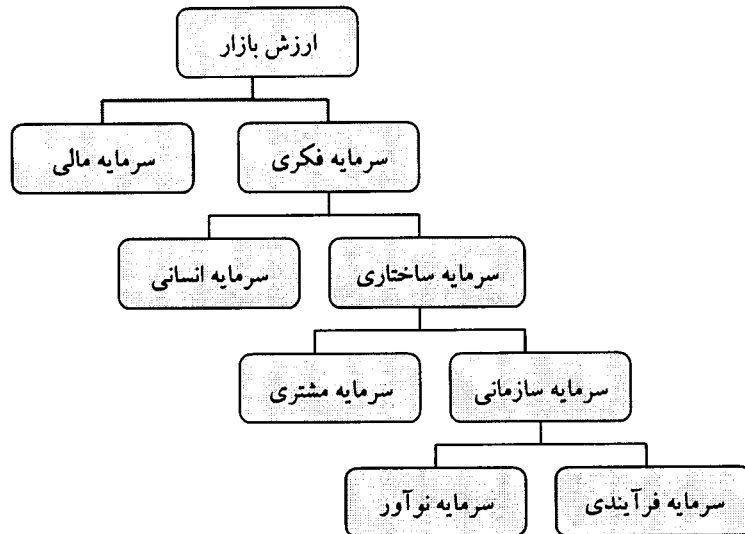 ارزش بازار
سرمایه فکری
سرمایه مالی
سرمایه ساختاری
سرمایه انسانی
سرمایه سازمانی
سرمایه مشتری
سرمایه فرآیندی
سرمایه نوآور